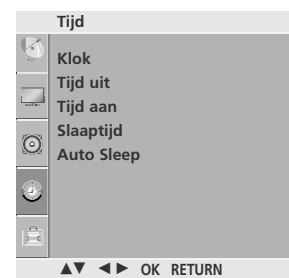 Tijd
Klok
Tijd uit
Tijd aan
Slaaptijd
Auto Sleep
▲▼ ◄► OK RETURN